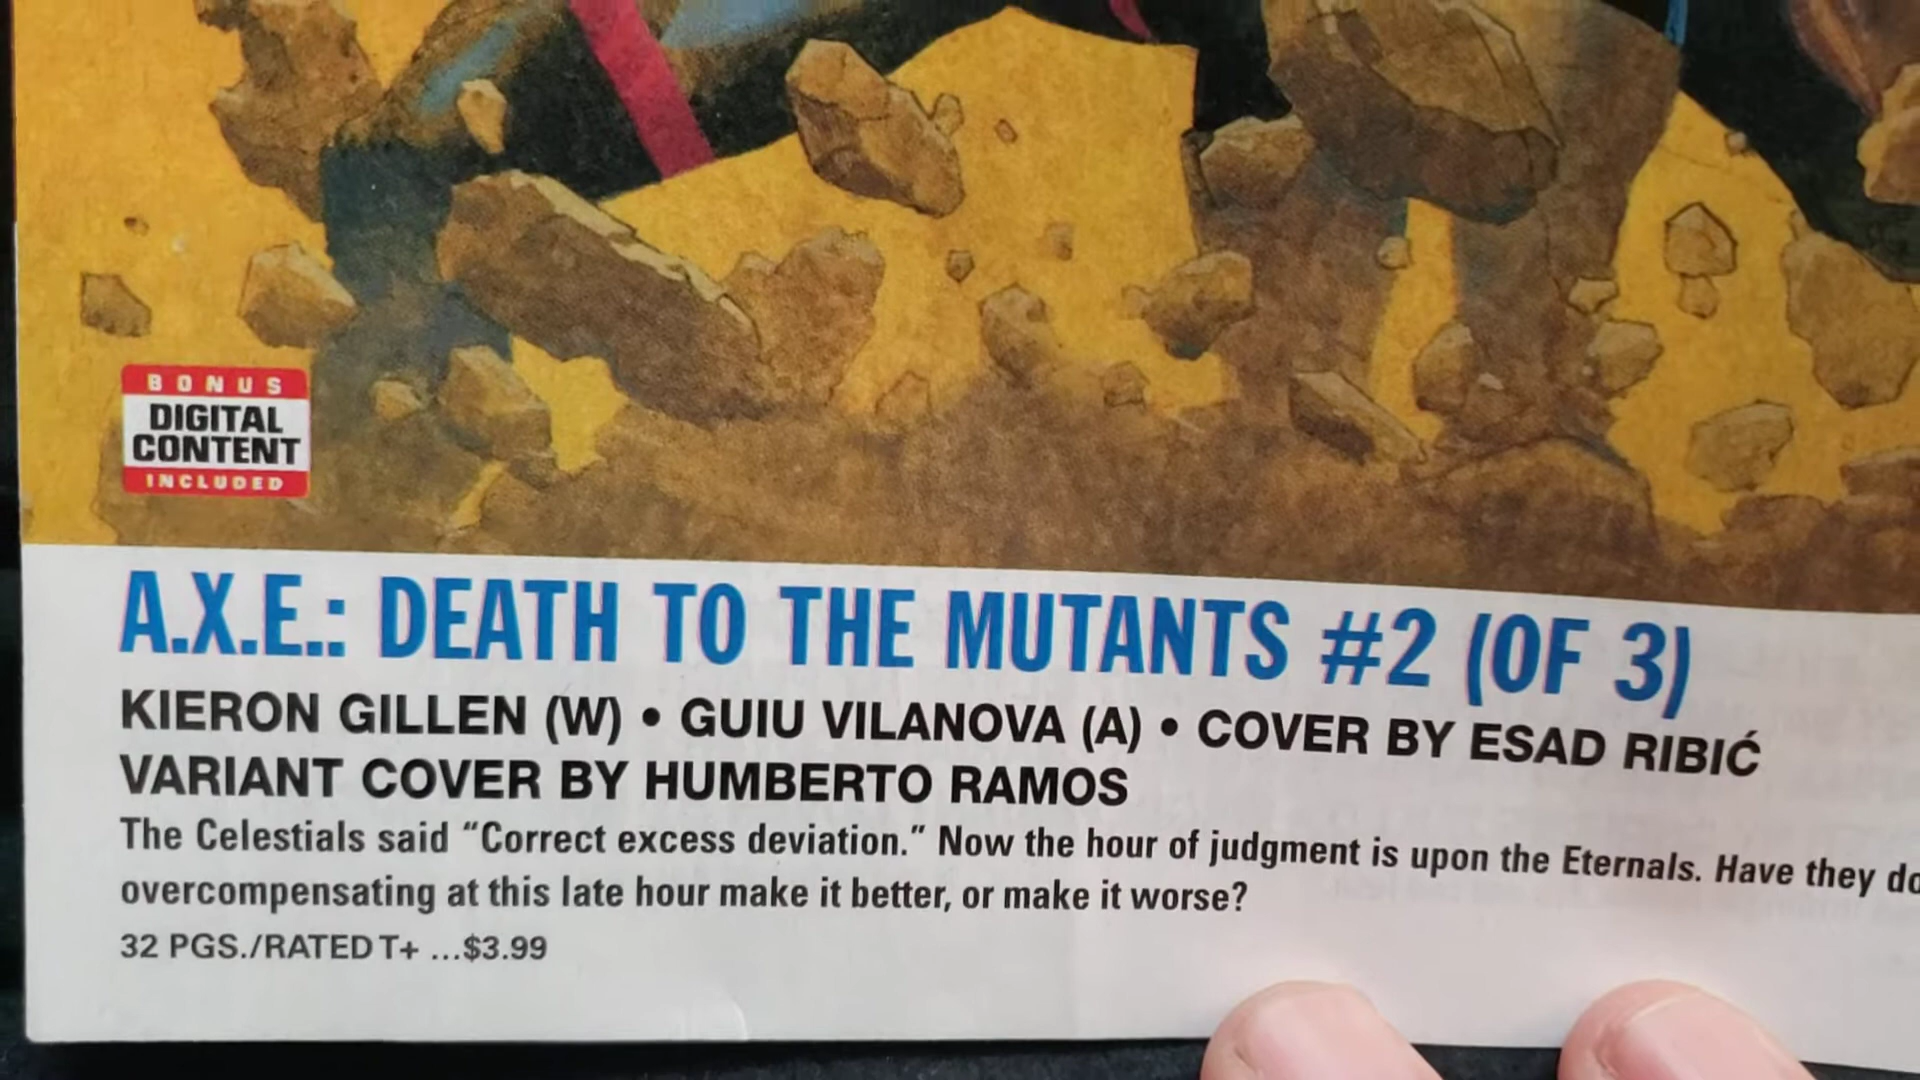 BONUS
DIGITAL
CONTENT
INCLUDED
A.X.E.: DEATH TO THE MUTANTS #2 (OF 3)
KIERON GILLEN (W) • GUIU VILANOVA (A) • COVER BY ESAD RIBIĆ
VARIANT COVER BY HUMBERTO RAMOS
The Celestials said “Correct excess deviation.” Now the hour of judgment is upon the Eternals. Have they
overcompensating at this late hour make it better, or make it worse?
32 PGS./RATED T+ ...$3.99